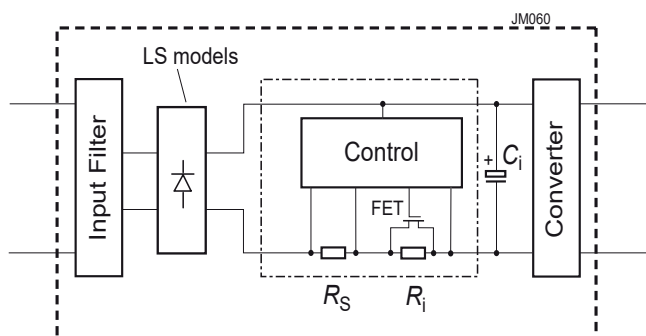 JM060
LS models
Input Filter
Control
FET
+
Ci
Converter
RS
Ri